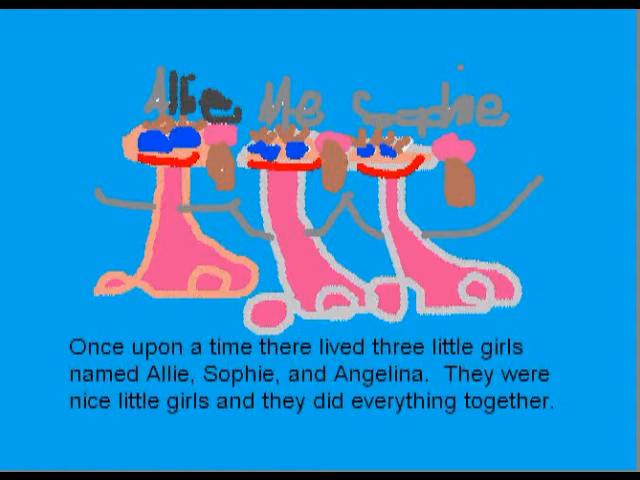 Allie Me Sophie
Once upon a time there lived three little girls
named Allie, Sophie, and Angelina.  They were
nice little girls and they did everything together.